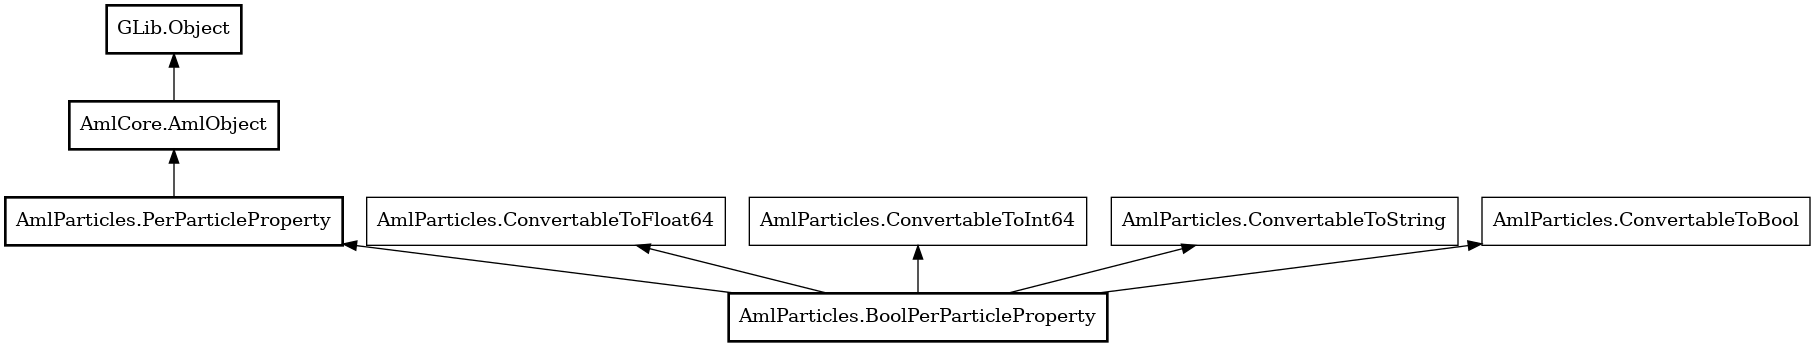 GLib.Object
AmlCore.AmlObject
AmlParticles.PerParticleProperty
AmlParticles.ConvertableToFloat64
AmlParticles.ConvertableToInt64
AmlParticles.ConvertableToString
AmlParticles.ConvertableToBool
AmlParticles.BoolPerParticleProperty